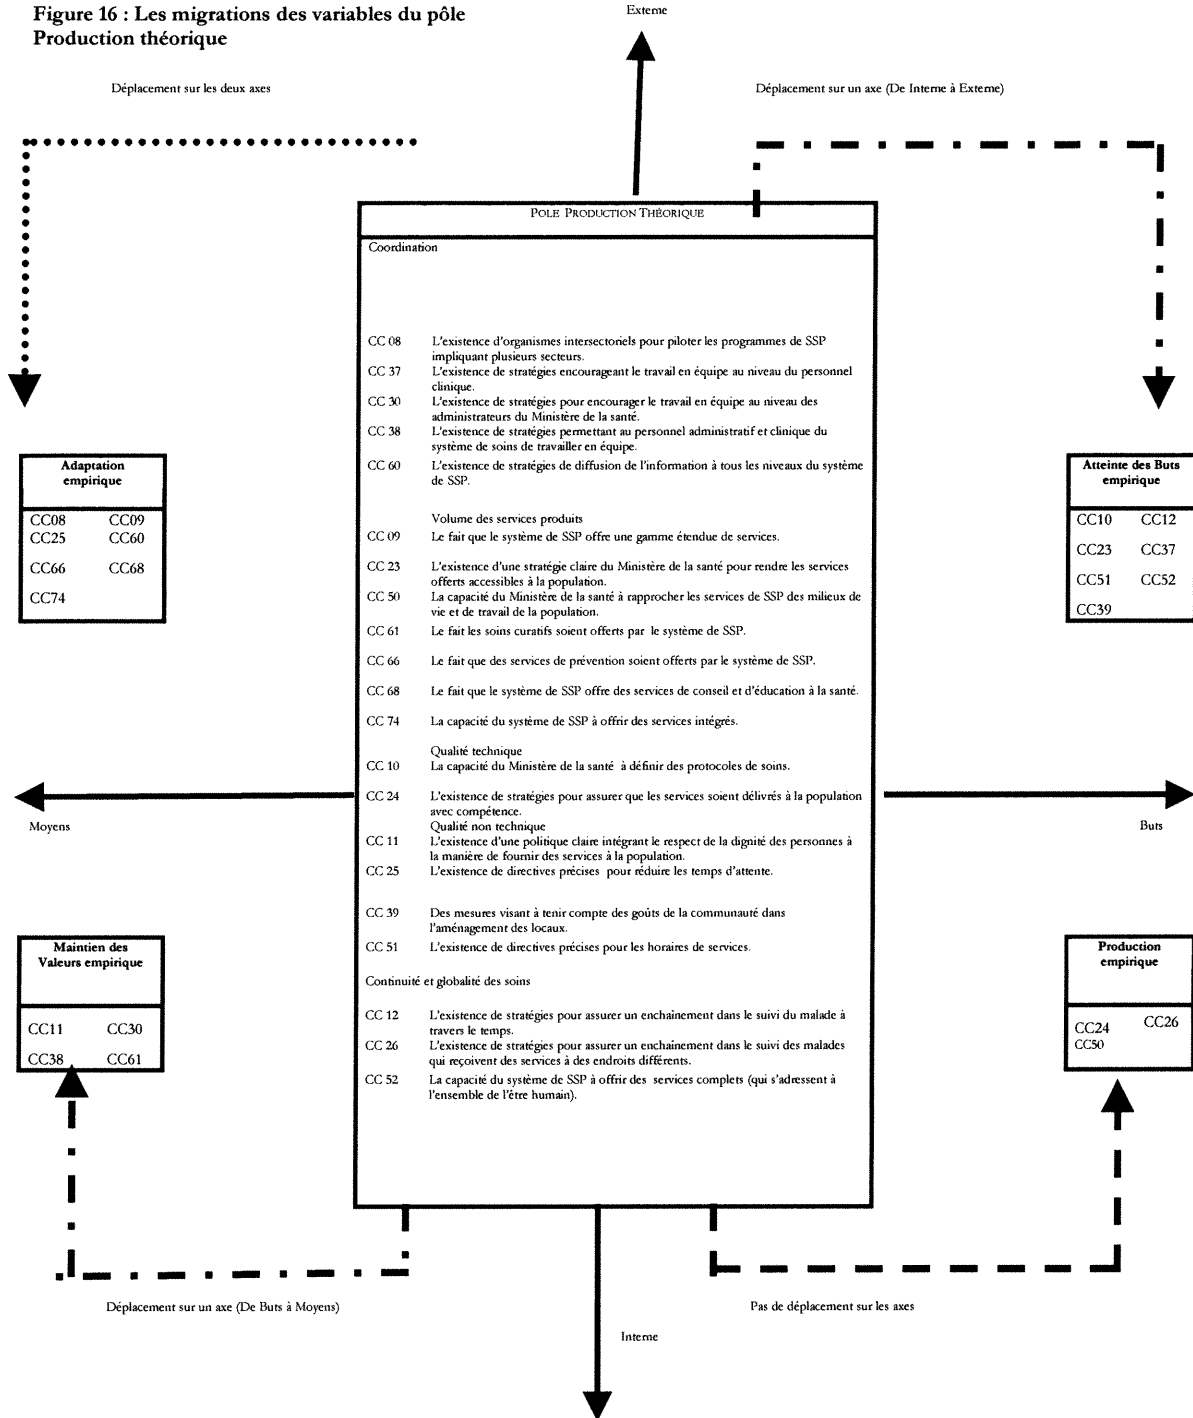 Figure 16 : Les migrations des variables du pôle
Production théorique
Externe
Déplacement sur les deux axes
Déplacement sur un axe (De Interne à Externe)
POLE PRODUCTION THÉORIQUE
Coordination
CC 08 L'existence d'organismes intersectoriels pour piloter les programmes de SSP
impliquant plusieurs secteurs.
CC 37 L'existence de stratégies encourageant le travail en équipe au niveau du personnel
clinique.
CC 30 L'existence de stratégies pour encourager le travail en équipe au niveau des
administrateurs du Ministère de la santé.
CC 38 L'existence de stratégies permettant au personnel administratif et clinique du
système de soins de travailler en équipe.
CC 60 L'existence de stratégies de diffusion de l'information à tous les niveaux du système
de SSP.
Volume des services produits
CC 09 Le fait que le système de SSP offre une gamme étendue de services.
CC 23 L'existence d'une stratégie claire du Ministère de la santé pour rendre les services
offerts accessibles à la population.
CC 50 La capacité du Ministère de la santé à rapprocher les services de SSP des milieux de
vie et de travail de la population.
CC 61 Le fait les soins curatifs soient offerts par le système de SSP.
CC 66 Le fait que des services de prévention soient offerts par le système de SSP.
CC 68 Le fait que le système de SSP offre des services de conseil et d'éducation à la santé.
CC 74 La capacité du système de SSP à offrir des services intégrés.
Qualité technique
CC 10 La capacité du Ministère de la santé à définir des protocoles de soins.
CC 24 L'existence de stratégies pour assurer que les services soient délivrés à la population
avec compétence.
Qualité non technique
CC 11 L'existence d'une politique claire intégrant le respect de la dignité des personnes à
la manière de fournir des services à la population.
CC 25 L'existence de directives précises pour réduire les temps d'attente.
CC 39 Des mesures visant à tenir compte des goûts de la communauté dans
l'aménagement des locaux.
CC 51 L'existence de directives précises pour les horaires de services.
Continuité et globalité des soins
CC 12 L'existence de stratégies pour assurer un enchaînement dans le suivi du malade à
travers le temps.
CC 26 L'existence de stratégies pour assurer un enchaînement dans le suivi des malades
qui reçoivent des services à des endroits différents.
CC 52 La capacité du système de SSP à offrir des services complets (qui s'adressent à
l'ensemble de l'être humain).
Adaptation
empirique
CC08 CC09
CC25 CC60
CC66 CC68
CC74
Atteinte des Buts
empirique
CC10 CC12
CC23 CC37
CC51 CC52
CC39
Moyens
Buts
Maintien des
Valeurs empirique
CC11 CC30
CC38 CC61
Production
empirique
CC24 CC26
CC50
Déplacement sur un axe (De Buts à Moyens)
Pas de déplacement sur les axes
Interne